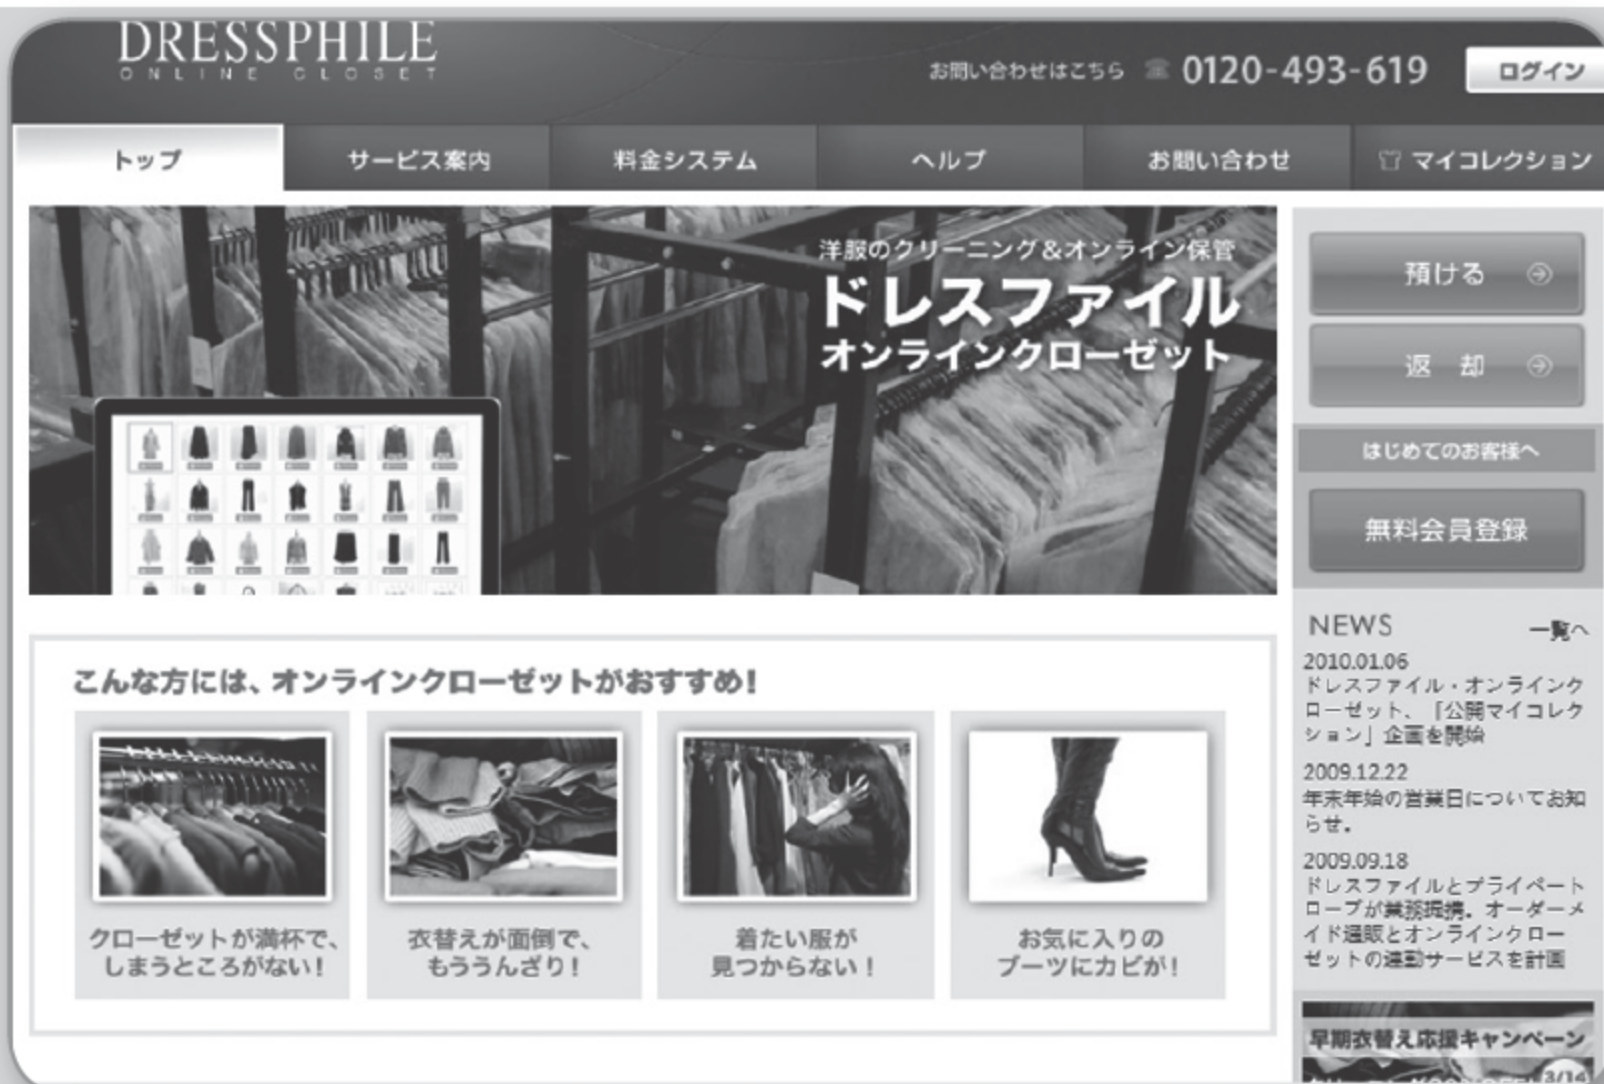 DRESSPHILE
ONLINE CLOSET
お問い合わせはこちら 0120-493-619
ログイン
トップ
サービス案内
料金システム
ヘルプ
お問い合わせ
マイコレクション
洋服のクリーニング&オンライン保管
ドレスファイル
オンラインクローゼット
預ける
返 却
はじめてのお客様へ
無料会員登録
こんな方には、オンラインクローゼットがおすすめ!
クローゼットが満杯で、
しまうところがない!
衣替えが面倒で、
もううんざり!
着たい服が
見つからない!
お気に入りの
ブーツにカビが!
NEWS
一覧へ
2010.01.06
ドレスファイル・オンラインク
ローゼット、「公開マイコレク
ション」企画を開始
2009.12.22
年末年始の営業日についてお知
らせ。
2009.09.18
ドレスファイルとプライベート
ローブが業務提携。オーダーメ
イド通販とオンラインクロー
ゼットの連動サービスを計画
早期衣替え応援キャンペーン
3/14